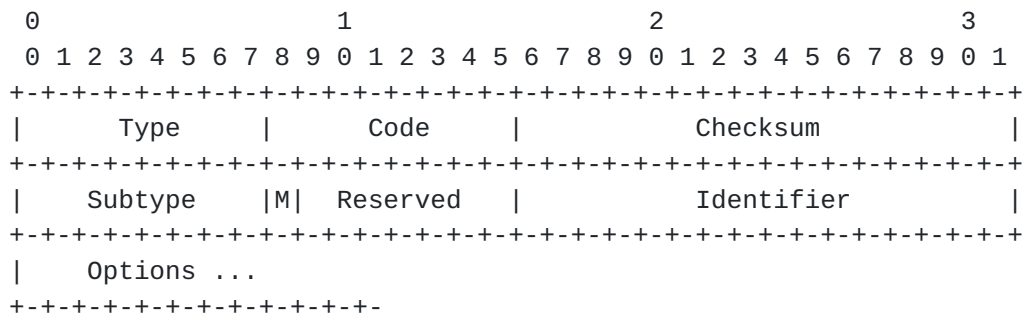 0                   1                   2                   3
 0 1 2 3 4 5 6 7 8 9 0 1 2 3 4 5 6 7 8 9 0 1 2 3 4 5 6 7 8 9 0 1
+-+-+-+-+-+-+-+-+-+-+-+-+-+-+-+-+-+-+-+-+-+-+-+-+-+-+-+-+-+-+-+-+
|      Type     |      Code     |           Checksum            |
+-+-+-+-+-+-+-+-+-+-+-+-+-+-+-+-+-+-+-+-+-+-+-+-+-+-+-+-+-+-+-+-+
|    Subtype    |M|  Reserved   |           Identifier          |
+-+-+-+-+-+-+-+-+-+-+-+-+-+-+-+-+-+-+-+-+-+-+-+-+-+-+-+-+-+-+-+-+
|    Options ...
+-+-+-+-+-+-+-+-+-+-+-+-